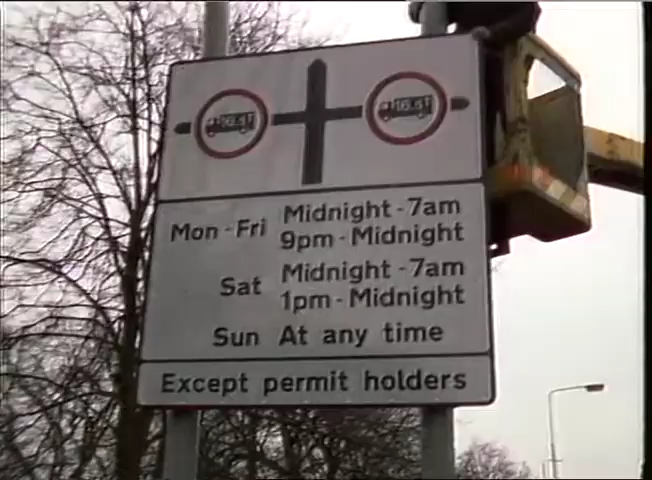 16.5T 16.5T
Mon - Fri Midnight - 7am
9pm - Midnight
Sat Midnight - 7am
1pm - Midnight
Sun At any time
Except permit holders